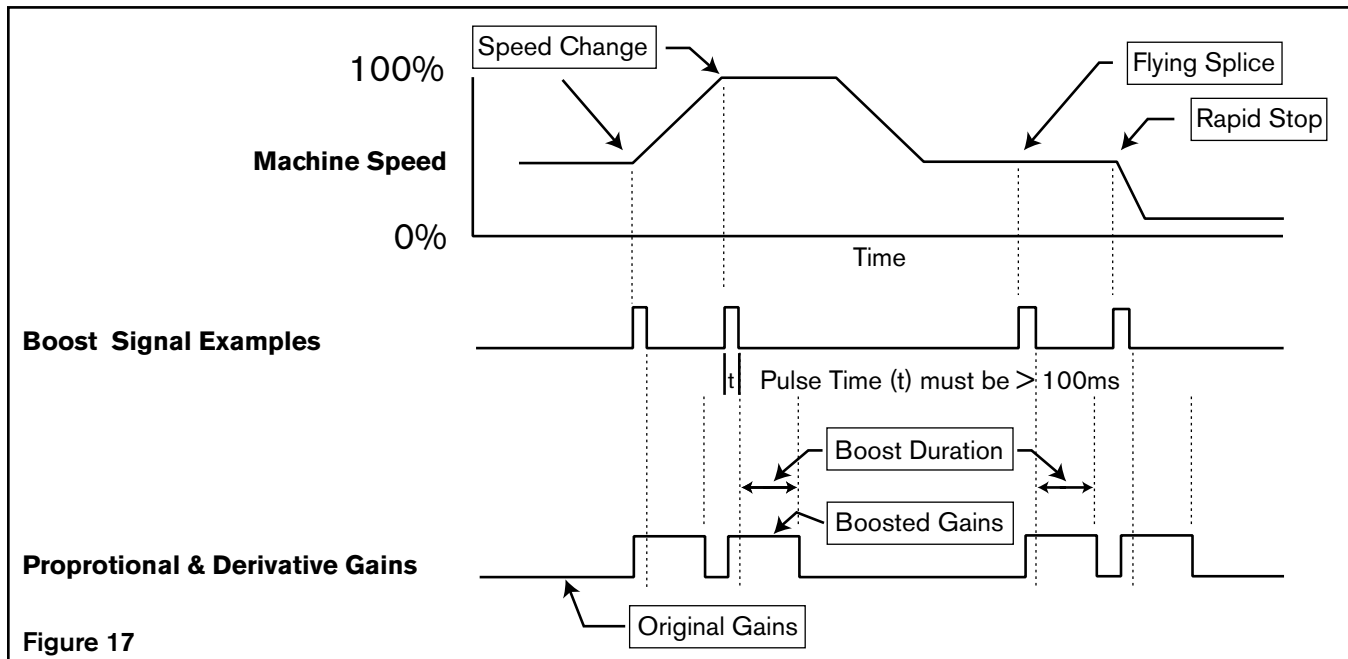 Speed Change
100%
Flying Splice
Rapid Stop
Machine Speed
0%
Time
Boost  Signal Examples
t
Pulse Time (t) must be > 100ms
Boost Duration
Boosted Gains
Proprotional & Derivative Gains
Original Gains
Figure 17